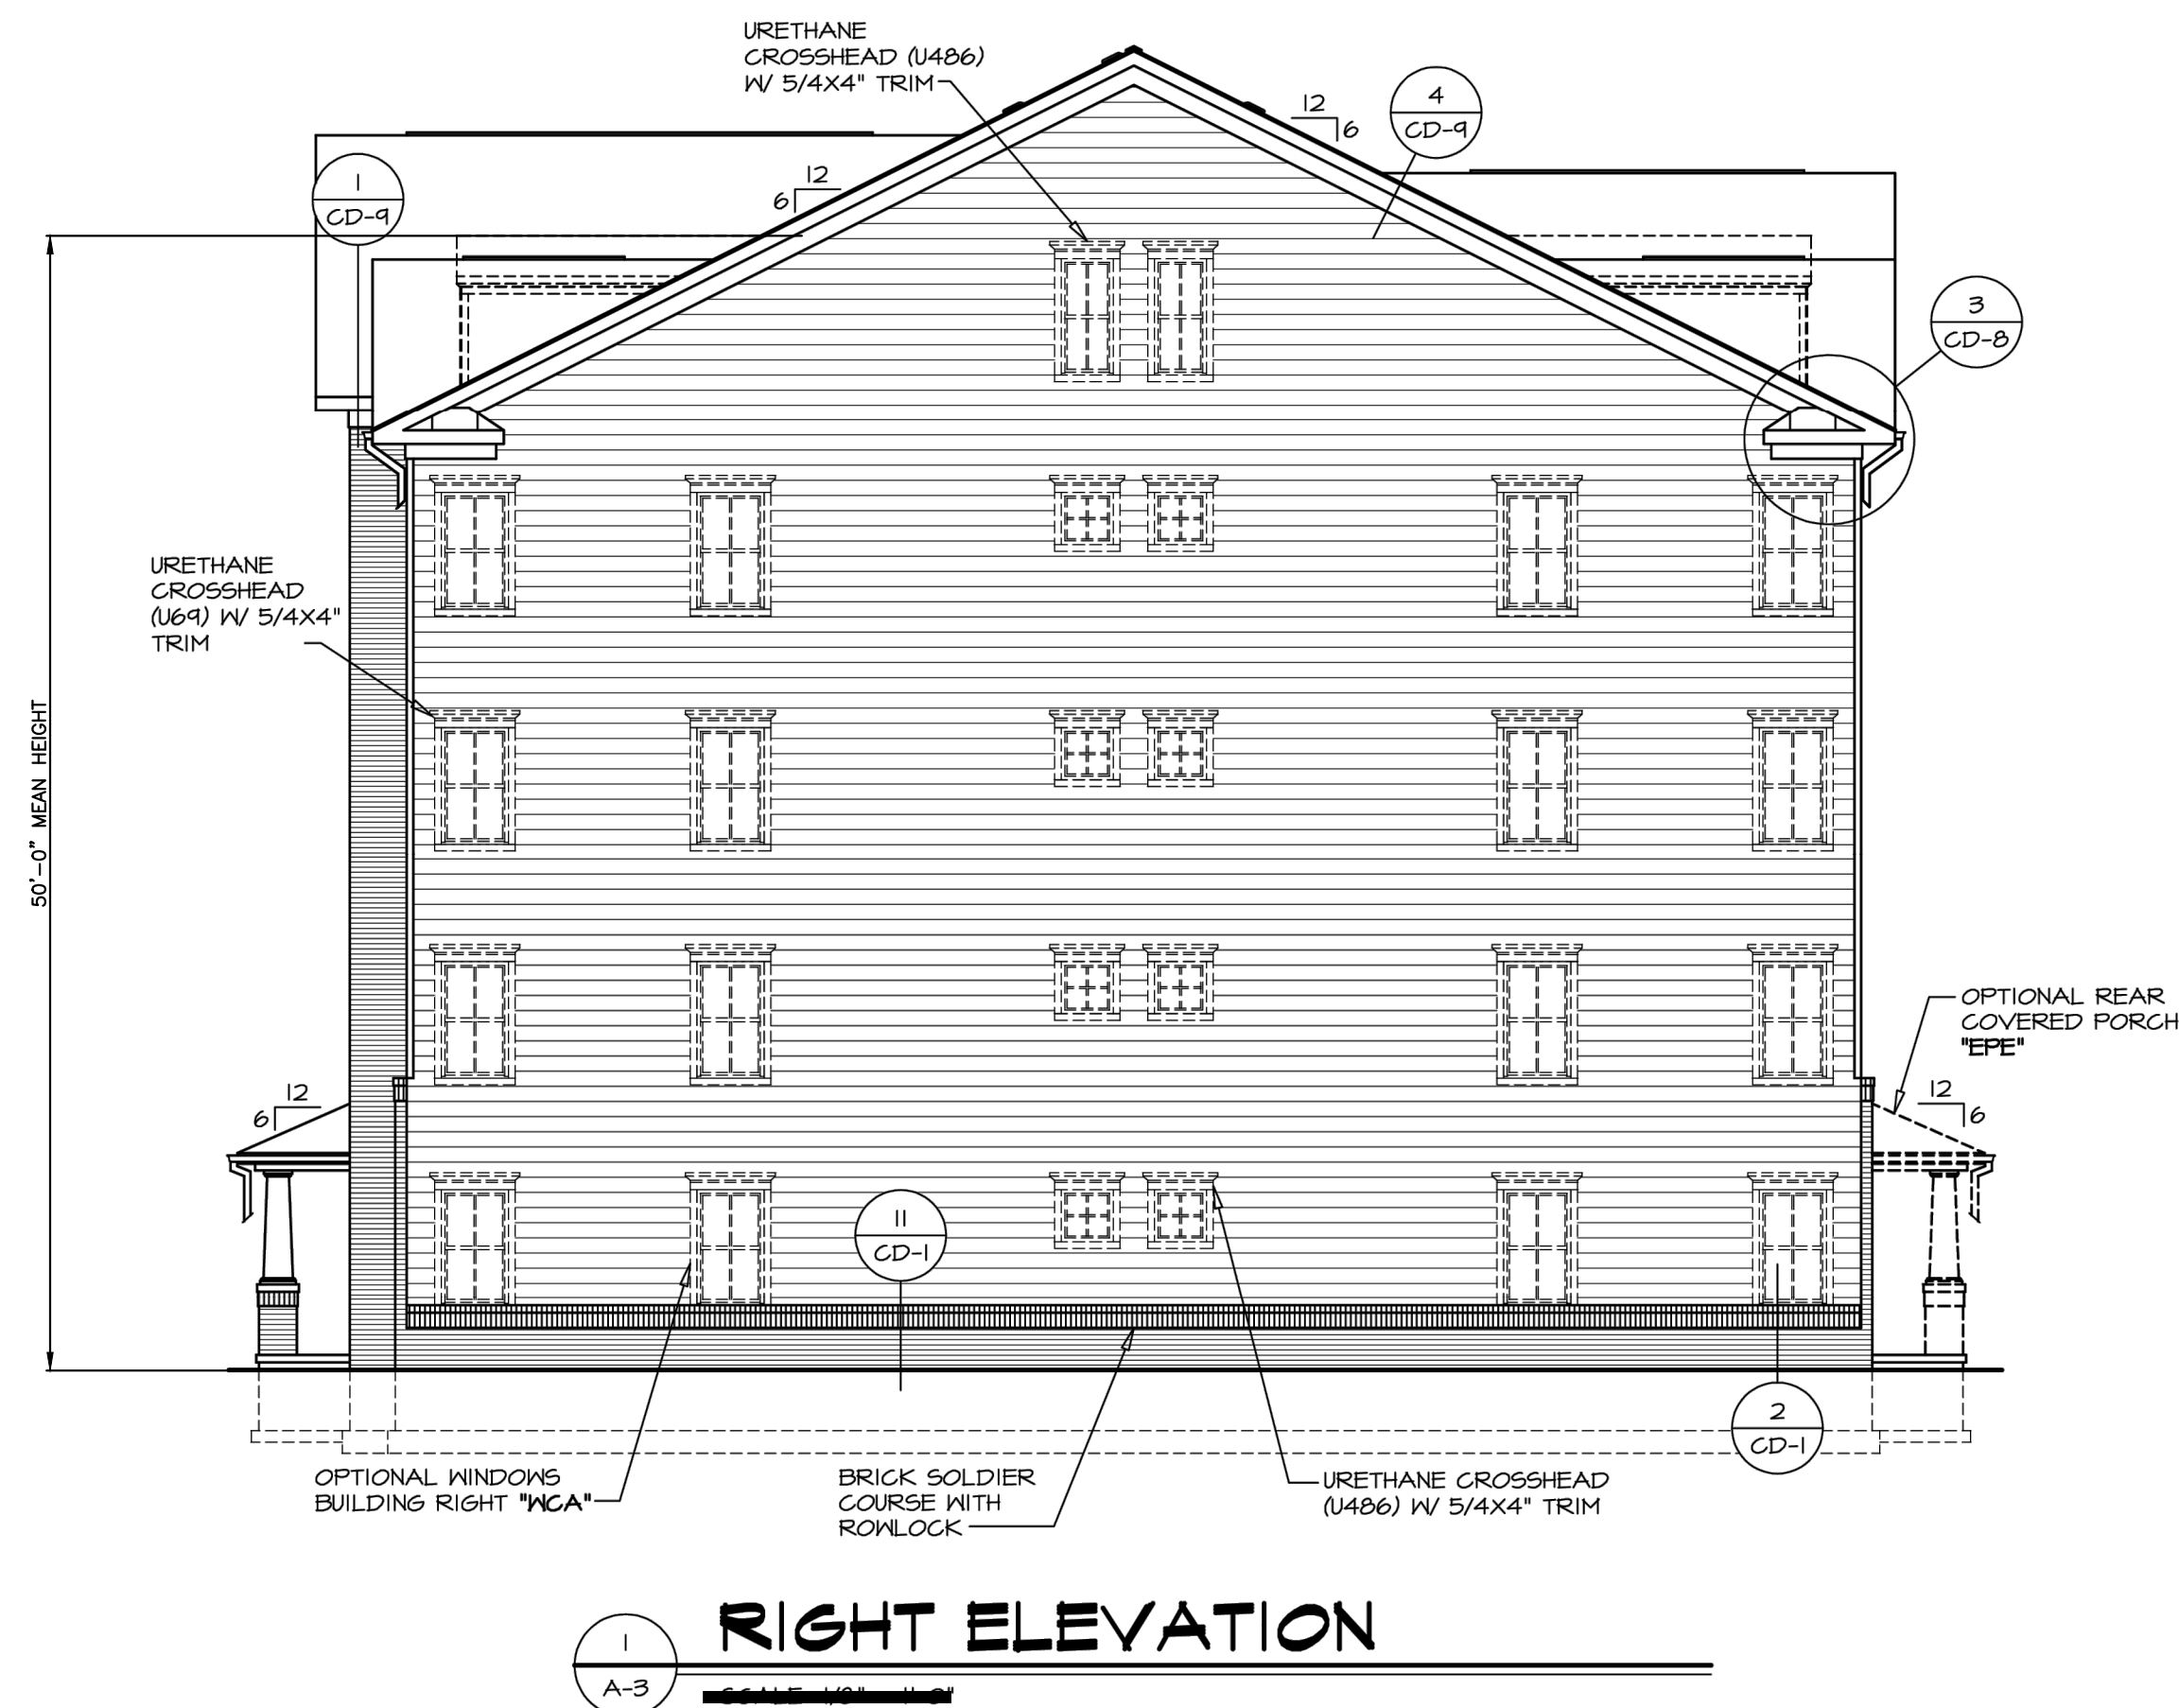 URETHANE
CROSSHEAD (U486)
W/ 5/4X4" TRIM
12
6
4
CD-9
1
CD-9
12
6
3
CD-8
URETHANE
CROSSHEAD
(U69) W/ 5/4X4"
TRIM
50'-0" MEAN HEIGHT
OPTIONAL REAR
COVERED PORCH
"EPE"
12
6
12
6
11
CD-1
2
CD-1
OPTIONAL WINDOWS
BUILDING RIGHT "WCA"
BRICK SOLDIER
COURSE WITH
ROWLOCK
URETHANE CROSSHEAD
(U486) W/ 5/4X4" TRIM
1
A-3
RIGHT ELEVATION